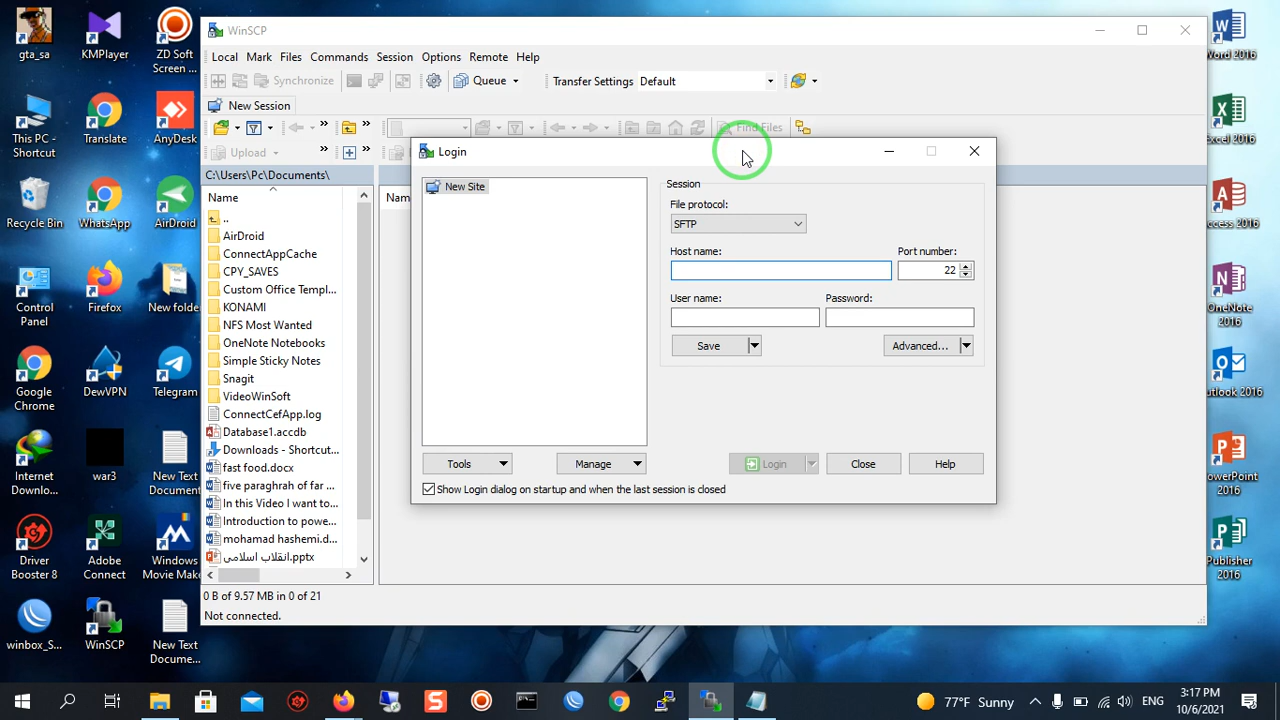 gta_sa
KMPlayer
ZD Soft
Screen ...
This PC -
Shortcut
Translate
AnyDesk
Recycle Bin
WhatsApp
AirDroid
Control
Panel
Firefox
New folder
Google
Chrome
DewVPN
Telegram
Internet
Downlo...
war3
New Text
Document
Driver
Booster 8
Adobe
Connect
Windows
Movie Make
winbox_S...
WinSCP
New Text
Docume...
WinSCP
Local Mark Files Commands Session Options Remote Help
Synchronize
Queue
Transfer Settings Default
New Session
Find Files
Upload
C:\Users\Pc\Documents\
Name
..
AirDroid
ConnectAppCache
CPY_SAVES
Custom Office Templ...
KONAMI
NFS Most Wanted
OneNote Notebooks
Simple Sticky Notes
Snagit
VideoWinSoft
ConnectCefApp.log
Database1.accdb
Downloads - Shortcut...
fast food.docx
five paraghrah of far ...
In this Video I want to...
Introduction to powe...
mohamad hashemi.d...
انقلاب اسلامی.pptx
0 B of 9.57 MB in 0 of 21
Not connected.
Nam
Login
New Site
Session
File protocol:
SFTP
Host name:
Port number:
22
User name:
Password:
Save
Advanced...
Tools
Manage
Login
Close
Help
Show Login dialog on startup and when the last session is closed
Word 2016
Excel 2016
Access 2016
OneNote
2016
Outlook 2016
PowerPoint
2016
Publisher
2016
77°F Sunny
ENG
3:17 PM
10/6/2021